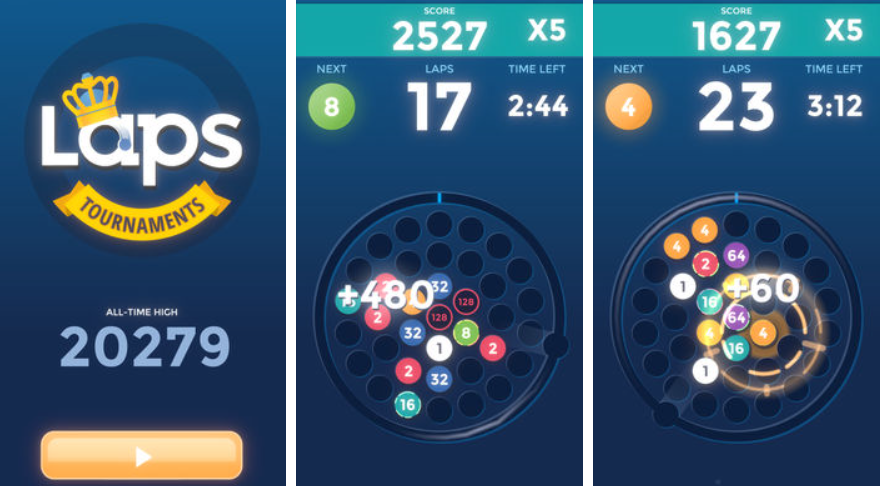 Laps
TOURNAMENTS
ALL-TIME HIGH
20279
SCORE
2527 X5
NEXT LAPS TIME LEFT
8 17 2:44
+480
32
128
2
128
32
8
1
2
2
32
16
SCORE
1627 X5
NEXT LAPS TIME LEFT
4 23 3:12
4
4
2
64
1
+60
16
64
4
4
16
1